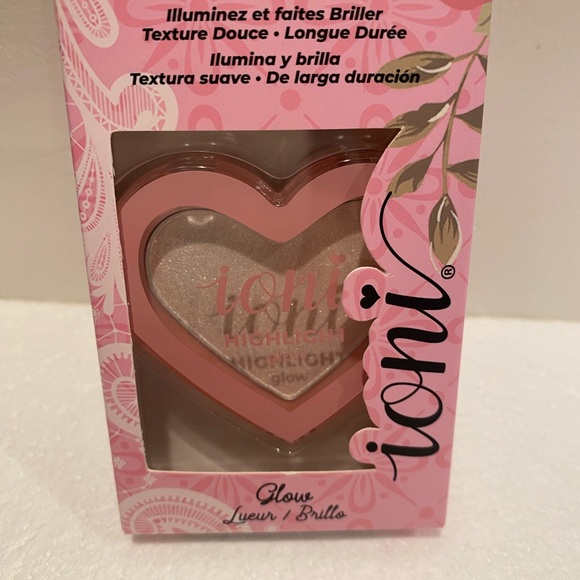 Illuminez et faites Briller
Texture Douce • Longue Durée
Ilumina y brilla
Textura suave • De larga duración
ioni
HIGHLIGHT
glow
ioni®
Glow
Lueur / Brillo